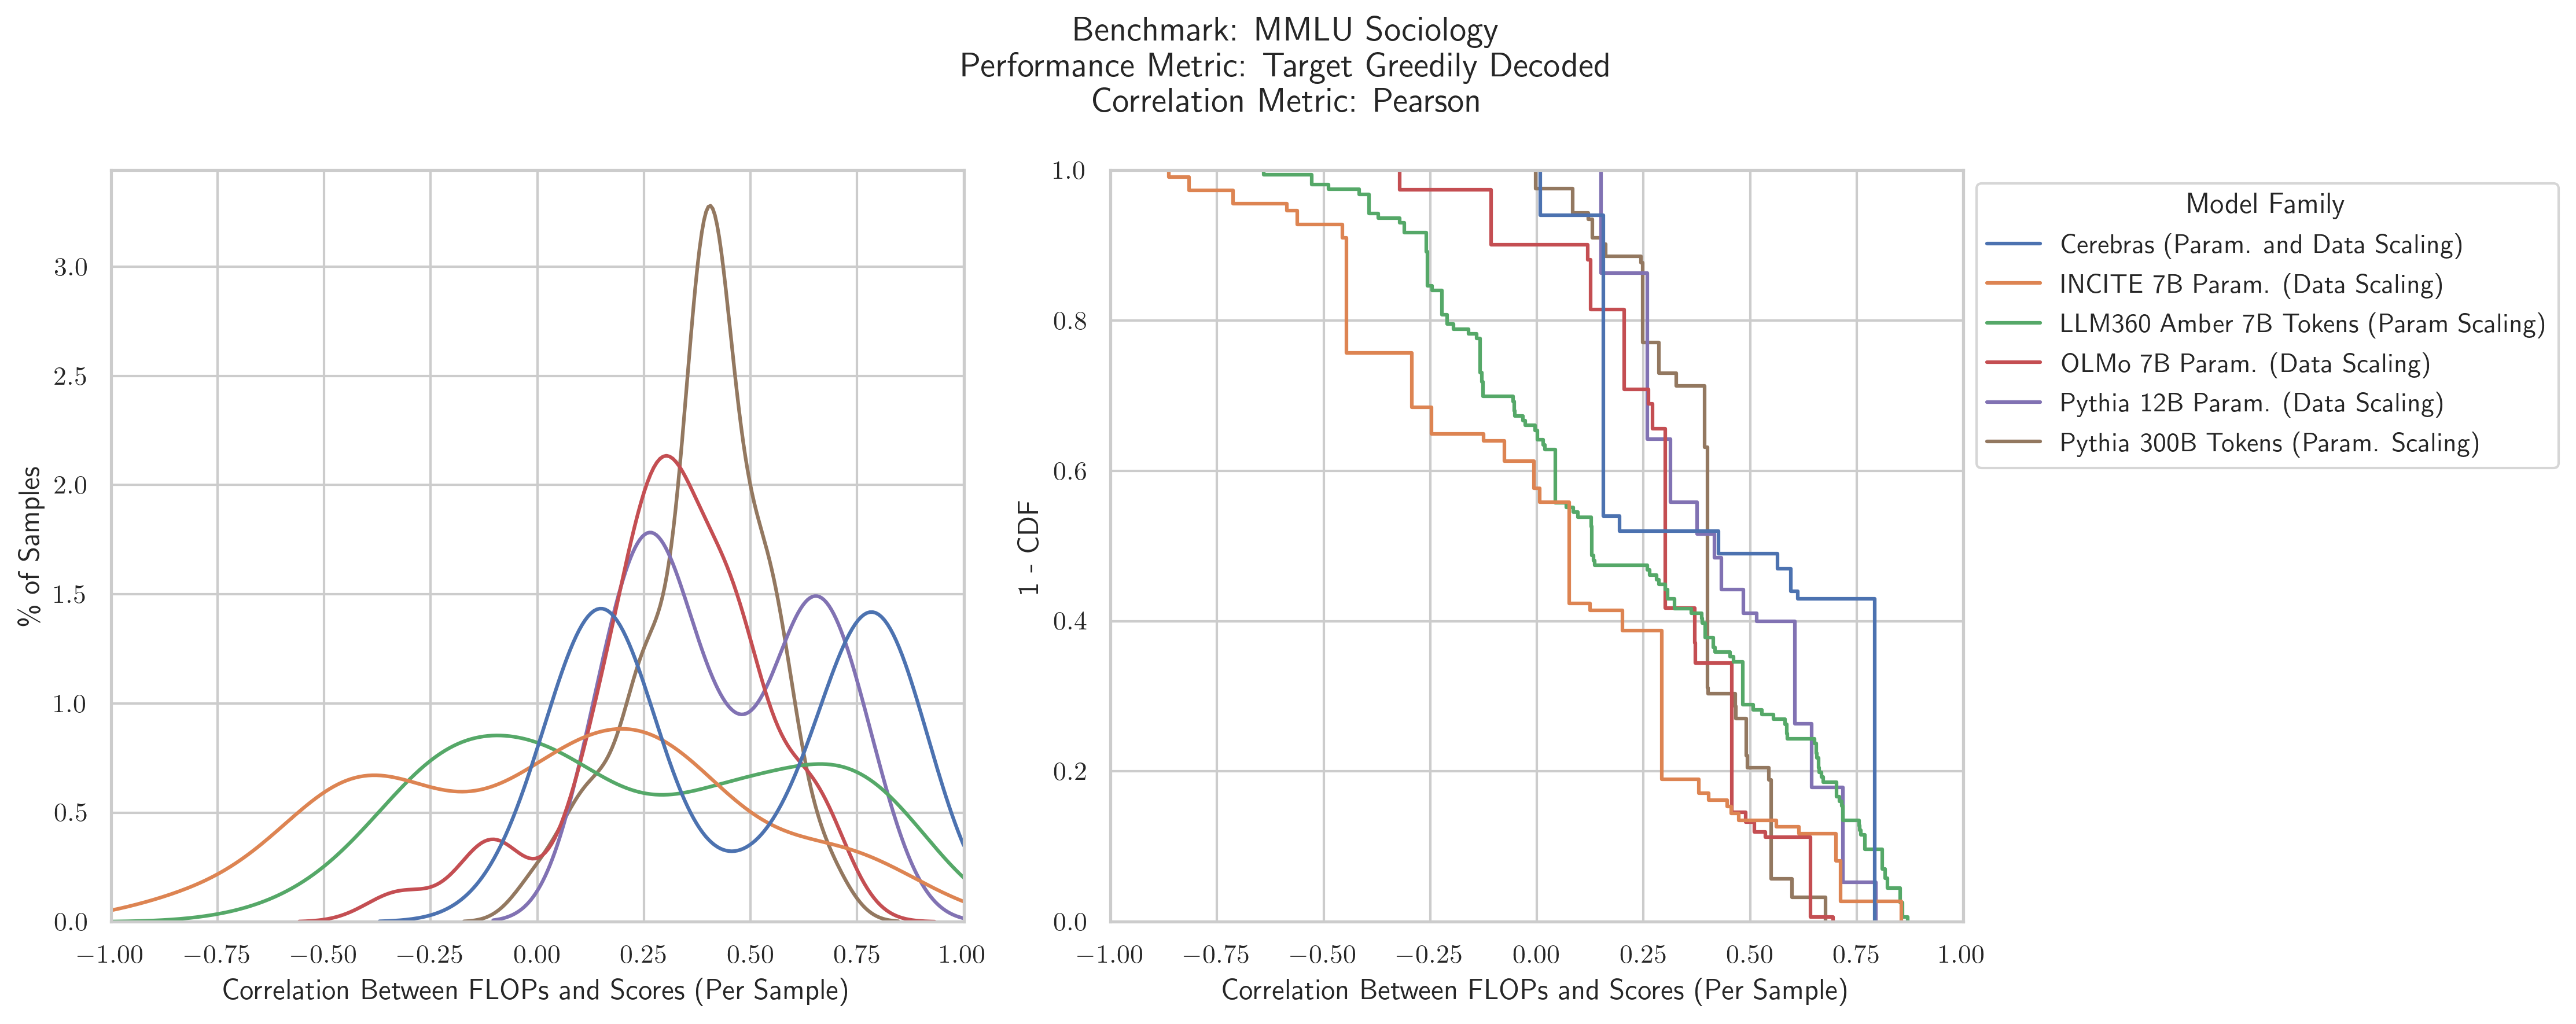 Benchmark: MMLU Sociology
Performance Metric: Target Greedily Decoded
Correlation Metric: Pearson
% of Samples
3.0
2.5
2.0
1.5
1.0
0.5
0.0
−1.00 −0.75 −0.50 −0.25 0.00 0.25 0.50 0.75 1.00
Correlation Between FLOPs and Scores (Per Sample)
1 - CDF
1.0
0.8
0.6
0.4
0.2
0.0
−1.00 −0.75 −0.50 −0.25 0.00 0.25 0.50 0.75 1.00
Correlation Between FLOPs and Scores (Per Sample)
Model Family
Cerebras (Param. and Data Scaling)
INCITE 7B Param. (Data Scaling)
LLM360 Amber 7B Tokens (Param Scaling)
OLMo 7B Param. (Data Scaling)
Pythia 12B Param. (Data Scaling)
Pythia 300B Tokens (Param. Scaling)